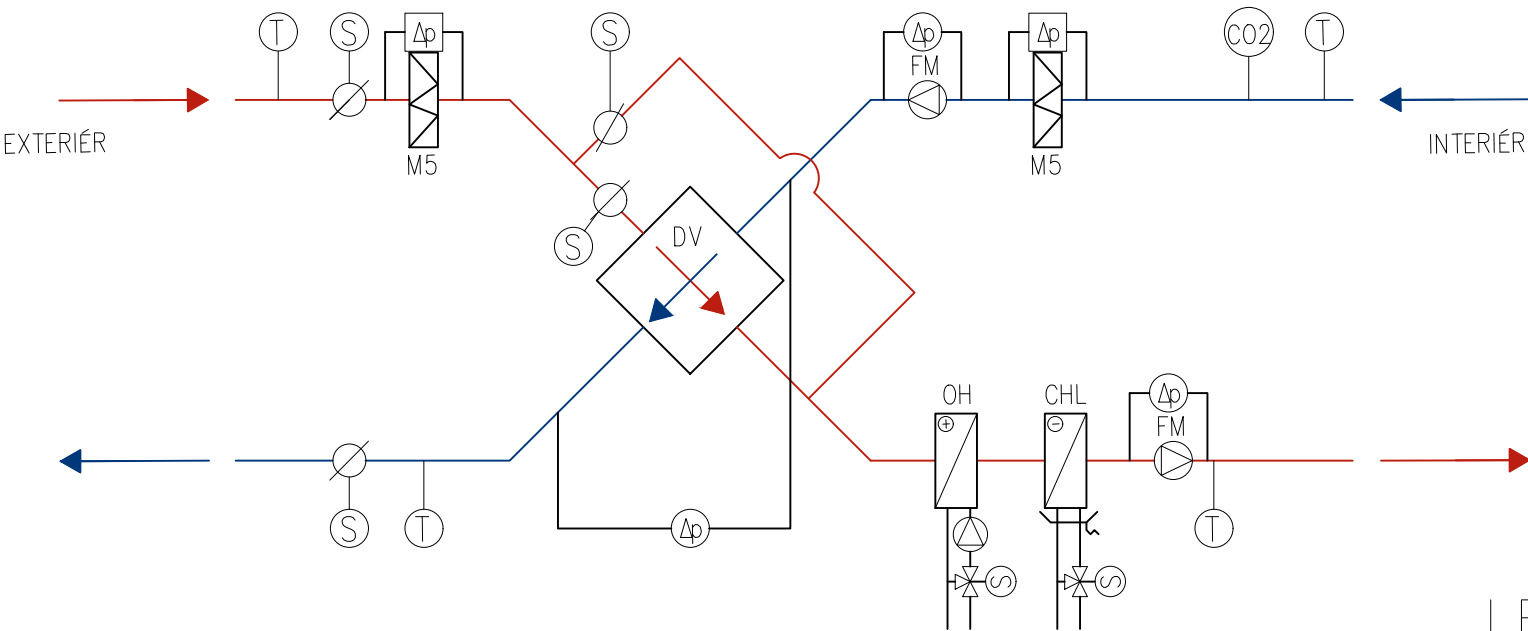 T
S
Δp
S
Δp
Δp
CO2
T
FM
EXTERIÉR
INTERIÉR
M5
M5
S
DV
OH
CHL
Δp
FM
S
T
Δp
T
S
S